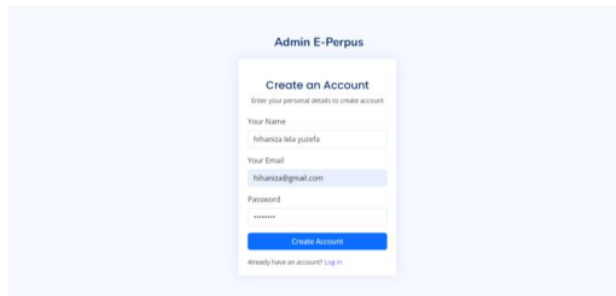 Admin E-Perpus
Create an Account
Enter your personal details to create account
Your Name
hihaniza lela yuzefa
Your Email
hihaniza@gmail.com
Password
••••••••
Create Account
Already have an account? Log in